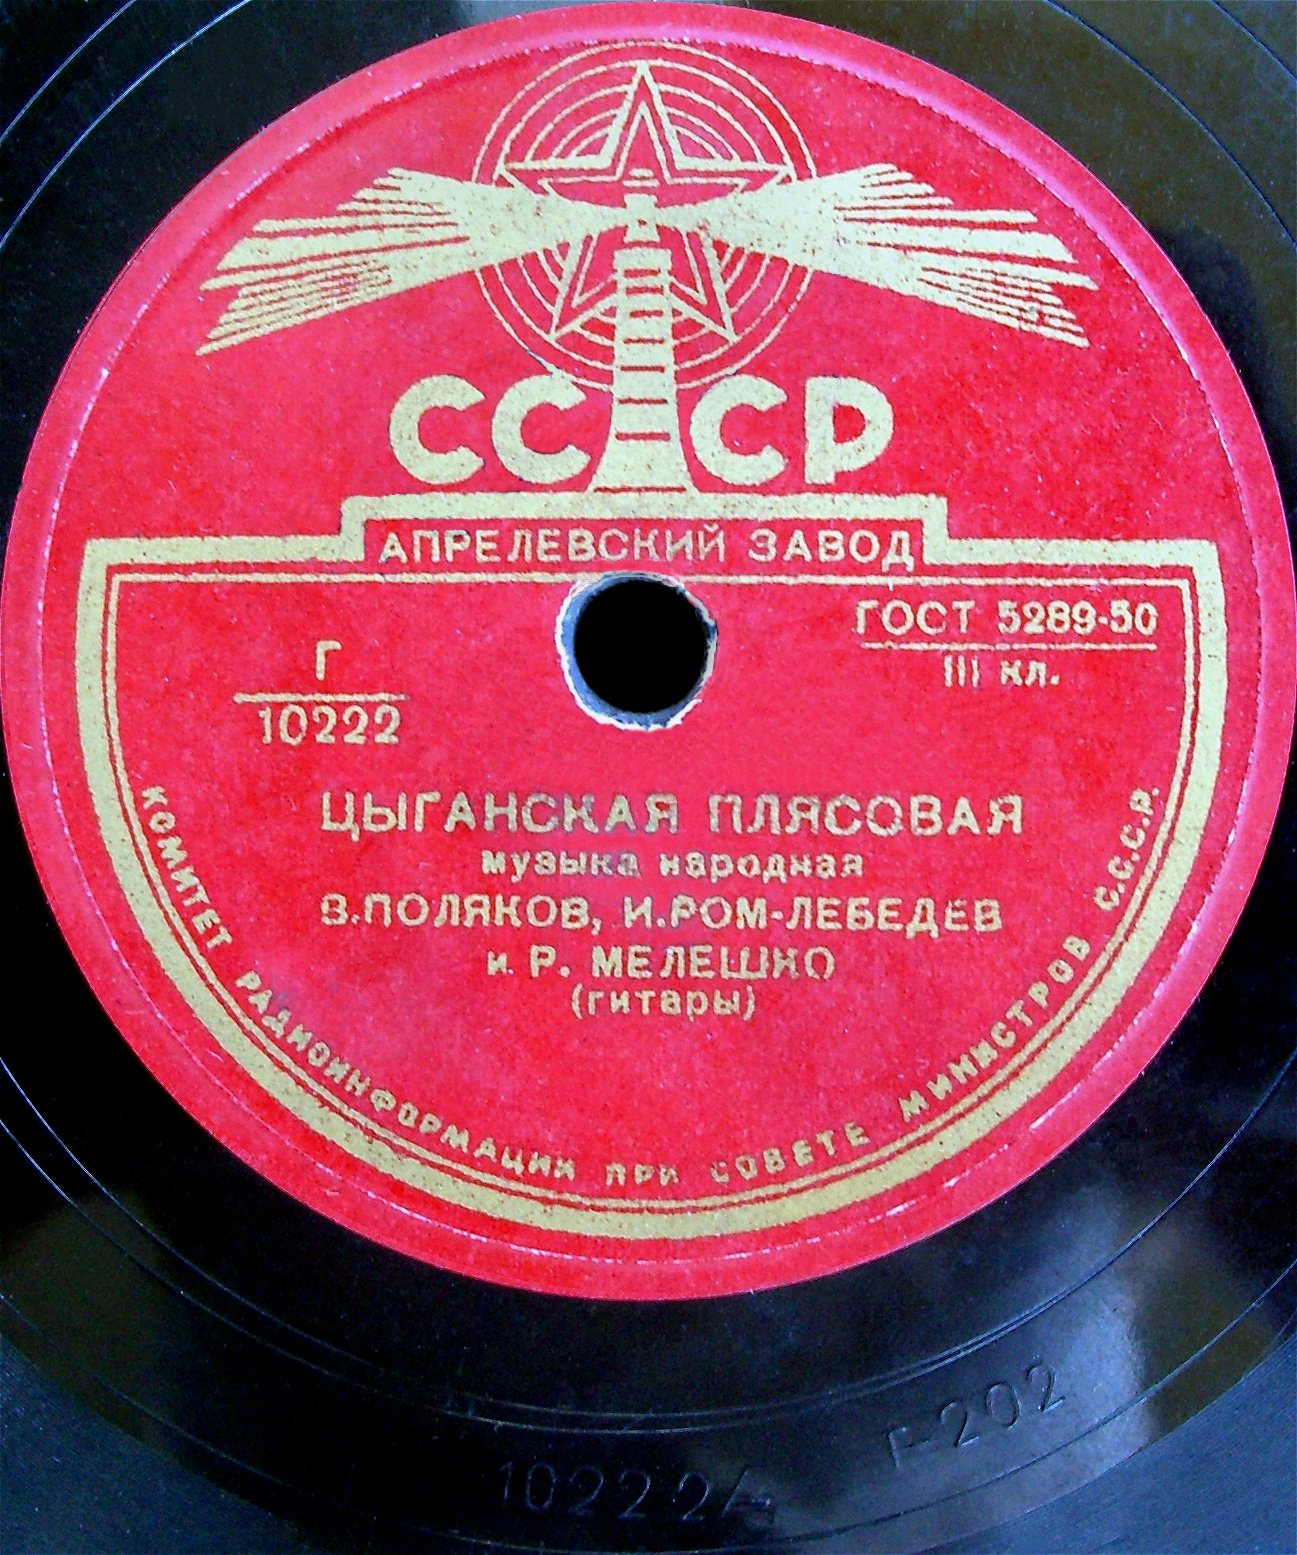 СССР
АПРЕЛЕВСКИЙ ЗАВОД
ГОСТ 5289-50
III кл.
Г
10222
ЦЫГАНСКАЯ ПЛЯСОВАЯ
музыка народная
В.ПОЛЯКОВ, И.РОМ-ЛЕБЕДЕВ
и Р. МЕЛЕШКО
(гитары)
КОМИТЕТ РАДИОИНФОРМАЦИИ ПРИ СОВЕТЕ МИНИСТРОВ С.С.С.Р.
Г-202
10222